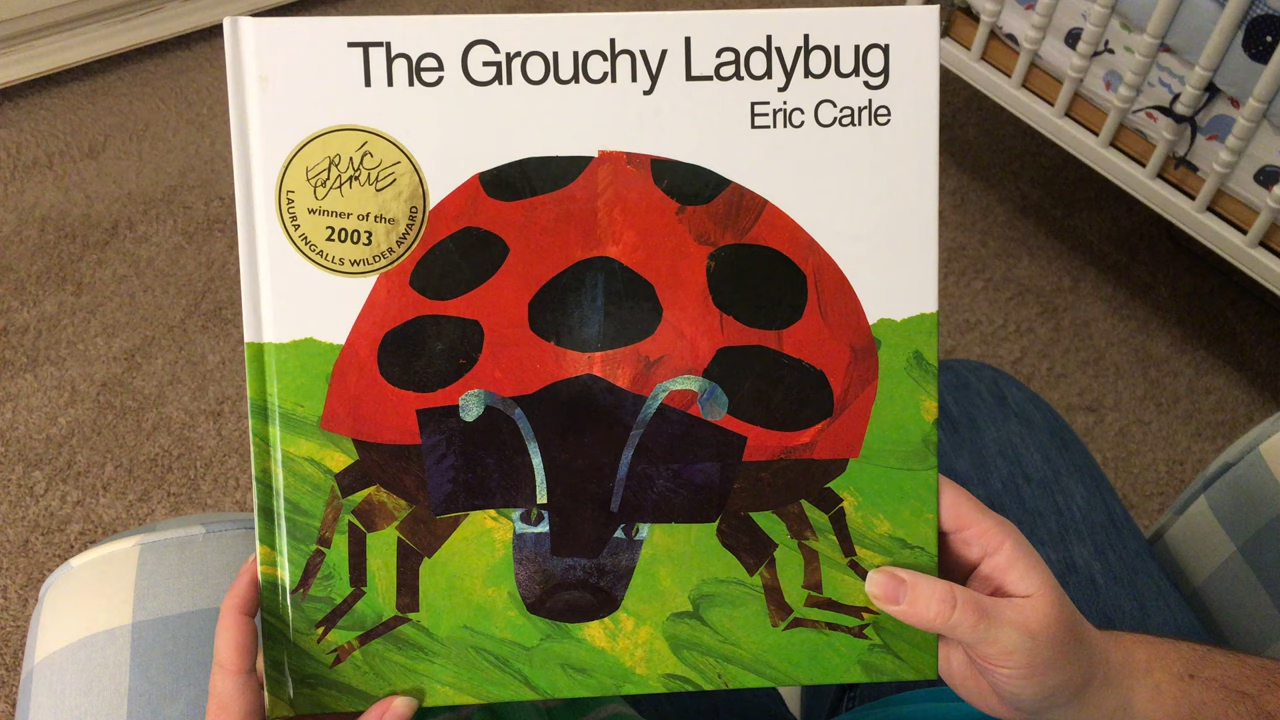 The Grouchy Ladybug
Eric Carle
ERIC
CARLE
winner of the
2003
LAURA INGALLS WILDER AWARD